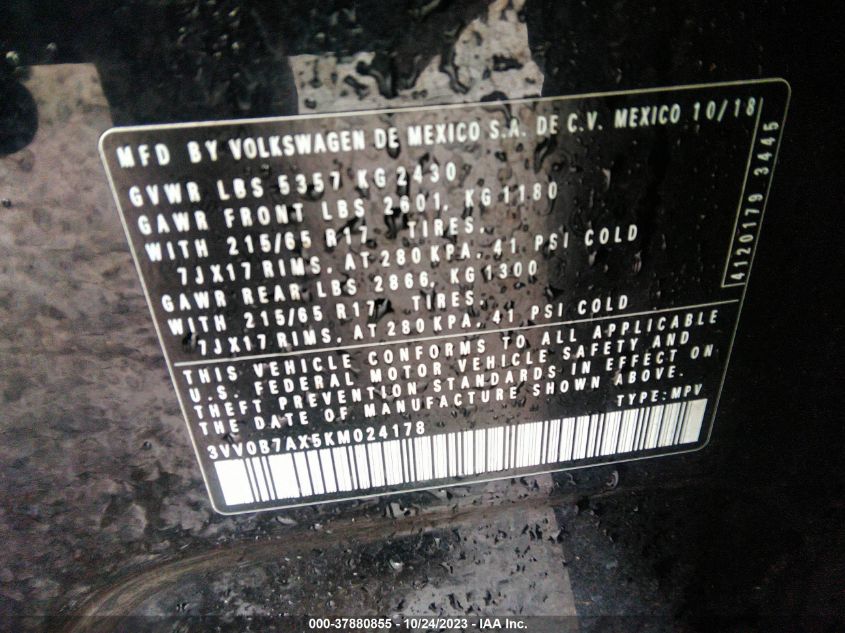 MFD BY VOLKSWAGEN DE MEXICO S.A. DE C.V. MEXICO 10/18
GVWR LBS 5357 KG 2430
GAWR FRONT LBS 2601, KG 1180
WITH 215/65 R17 TIRES.
7JX17 RIMS, AT 280 KPA, 41 PSI COLD
GAWR REAR LBS 2866, KG 1300
WITH 215/65 R17 TIRES.
7JX17 RIMS, AT 280 KPA, 41 PSI COLD
4120179 3445
THIS VEHICLE CONFORMS TO ALL APPLICABLE
U.S. FEDERAL MOTOR VEHICLE SAFETY AND
THEFT PREVENTION STANDARDS IN EFFECT ON
THE DATE OF MANUFACTURE SHOWN ABOVE.
3VV0B7AX5KM024178 TYPE: MPV
000-37880855 - 10/24/2023 - IAA Inc.